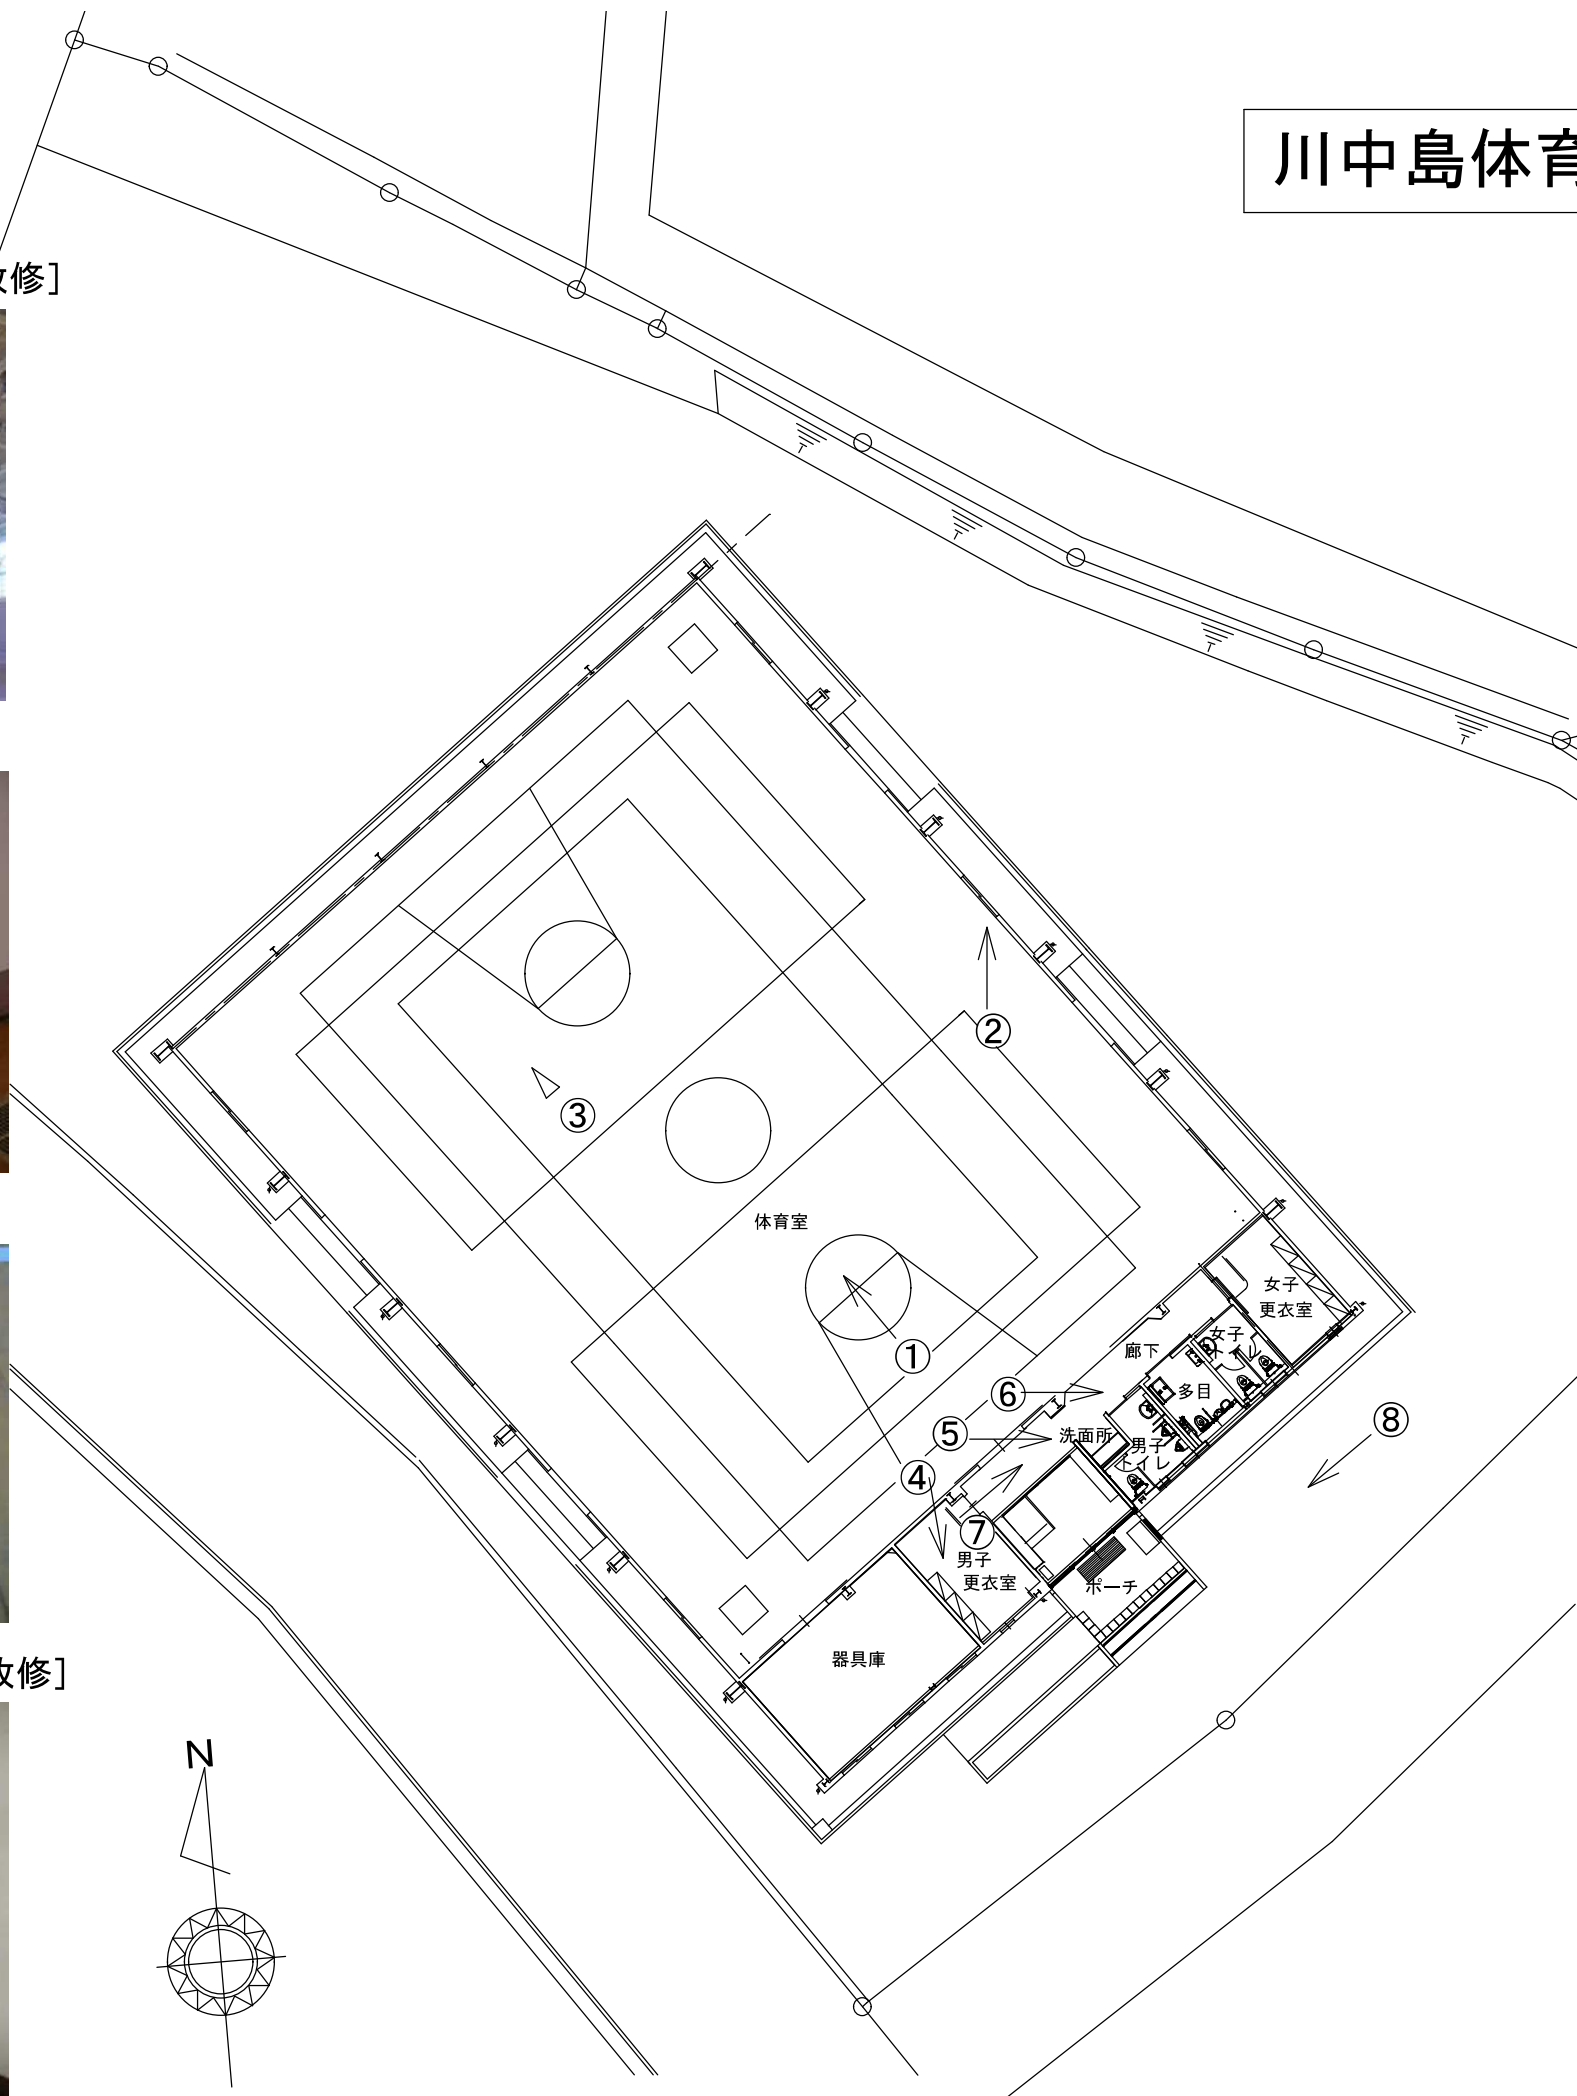 川中島体育
改修]
②
③
体育室
女子
更衣室
①
女子
トイレ
廊下
⑥
多目
⑧
⑤
洗面所
男子
トイレ
④
⑦
男子
更衣室
ポーチ
器具庫
改修]
N